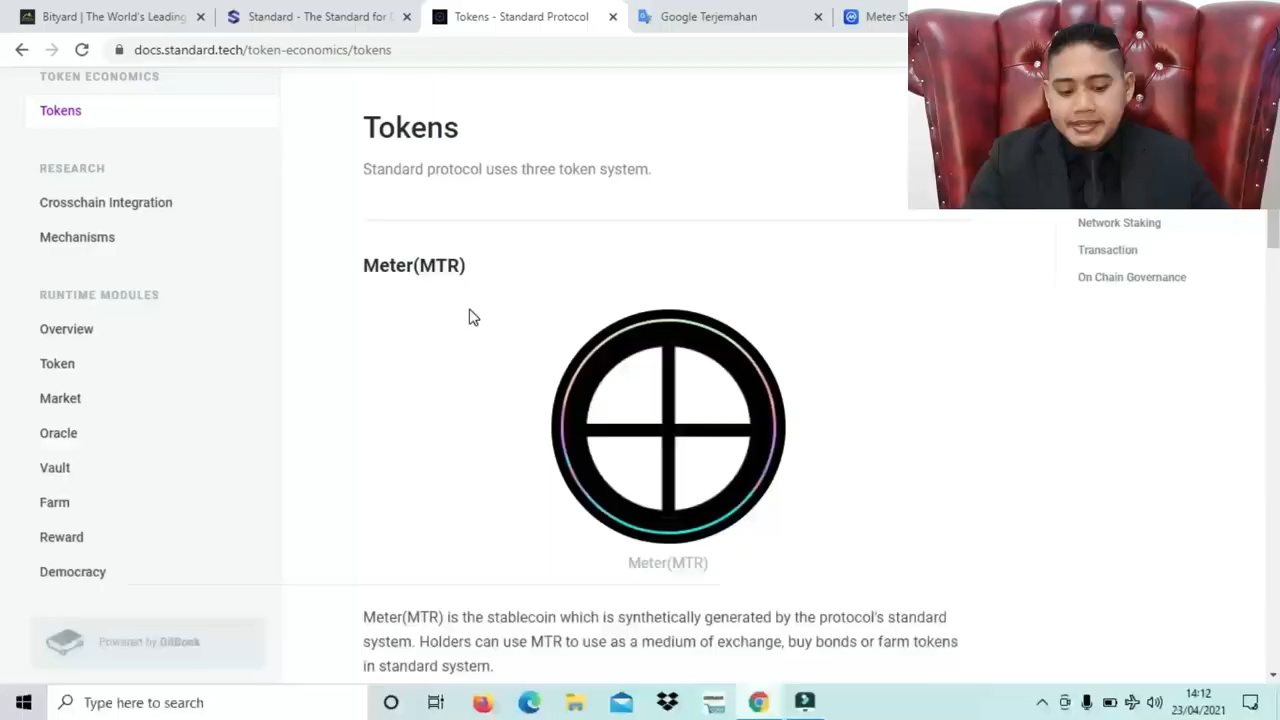 Bityard | The World's Leading
Standard - The Standard for D
Tokens - Standard Protocol
Google Terjemahan
Meter St
docs.standard.tech/token-economics/tokens
TOKEN ECONOMICS
Tokens
RESEARCH
Crosschain Integration
Mechanisms
RUNTIME MODULES
Overview
Token
Market
Oracle
Vault
Farm
Reward
Democracy
Powered by GitBook
Tokens
Standard protocol uses three token system.
Meter(MTR)
Meter(MTR)
Meter(MTR) is the stablecoin which is synthetically generated by the protocol's standard
system. Holders can use MTR to use as a medium of exchange, buy bonds or farm tokens
in standard system.
Network Staking
Transaction
On Chain Governance
Type here to search
14:12
23/04/2021